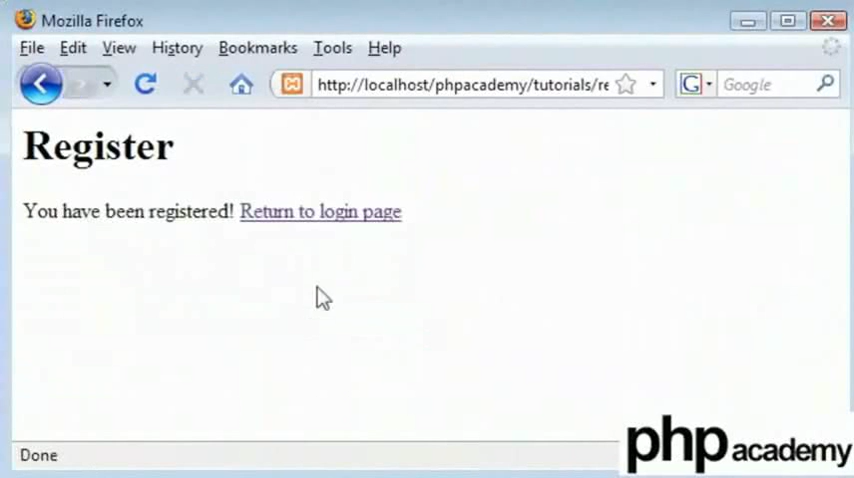 Mozilla Firefox
File Edit View History Bookmarks Tools Help
http://localhost/phpacademy/tutorials/re G Google
Register
You have been registered! Return to login page
Done
php academy